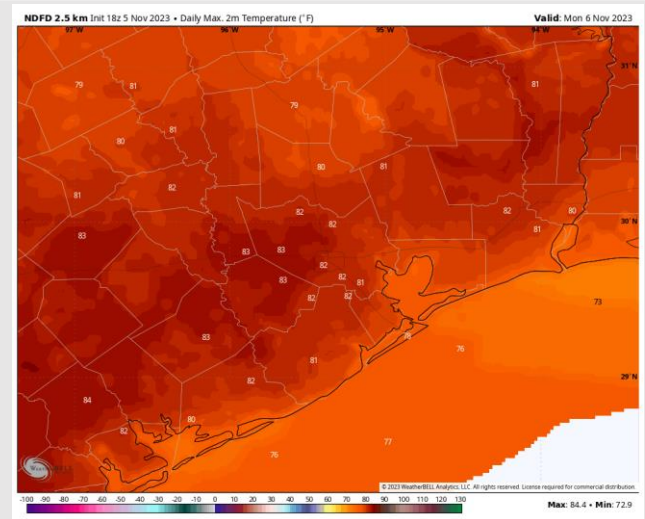 NDFD 2.5 km Init 18z 5 Nov 2023 • Daily Max. 2m Temperature (°F) Valid: Mon 6 Nov 2023
97°W 96°W 95°W 94°W
31°N
79 81 81
79
81
80 80 81
82
81
82 82 80
30°N
82 81
83
83 83
82
83 82 81
82 82
73
83 76
81
29°N
82
84
80
82
77
76
WeatherBELL
© 2023 WeatherBELL Analytics, LLC. All rights reserved. License required for commercial distribution.
-100 -90 -80 -70 -60 -50 -40 -30 -20 -10 0 10 20 30 40 50 60 70 80 90 100 110 120 130
Max: 84.4 • Min: 72.9